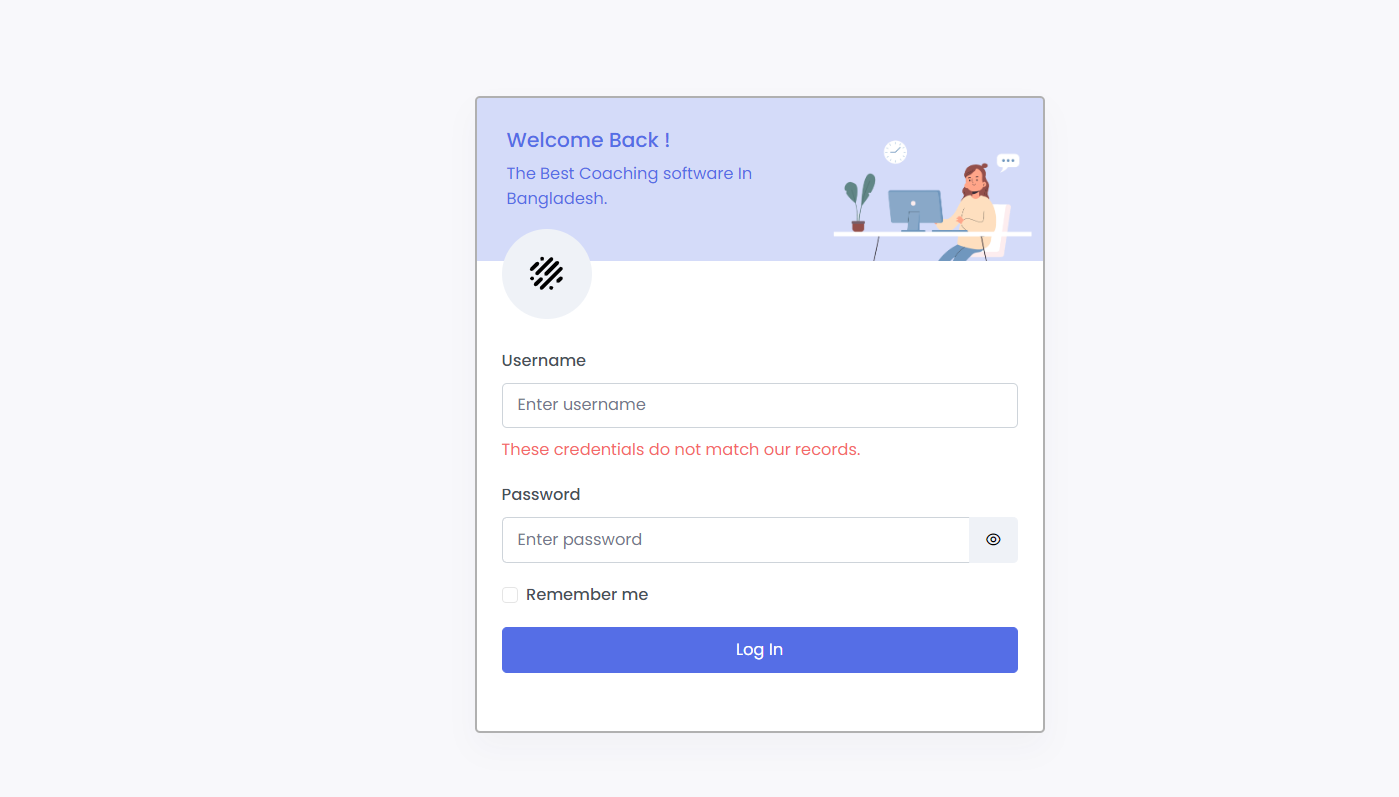 Welcome Back !
The Best Coaching software In
Bangladesh.
Username
Enter username
These credentials do not match our records.
Password
Enter password
Remember me
Log In